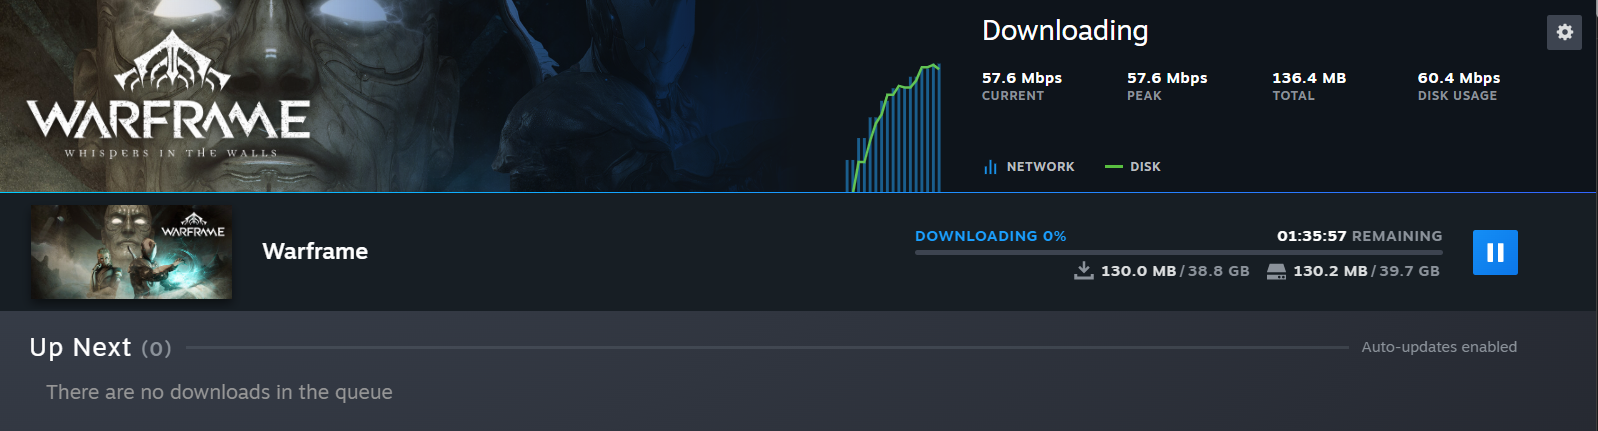 WARFRAME
WHISPERS IN THE WALLS
Downloading
57.6 Mbps 57.6 Mbps 136.4 MB 60.4 Mbps
CURRENT PEAK TOTAL DISK USAGE
NETWORK DISK
WARFRAME
Warframe
DOWNLOADING 0% 01:35:57 REMAINING
130.0 MB / 38.8 GB 130.2 MB / 39.7 GB
Up Next (0) Auto-updates enabled
There are no downloads in the queue